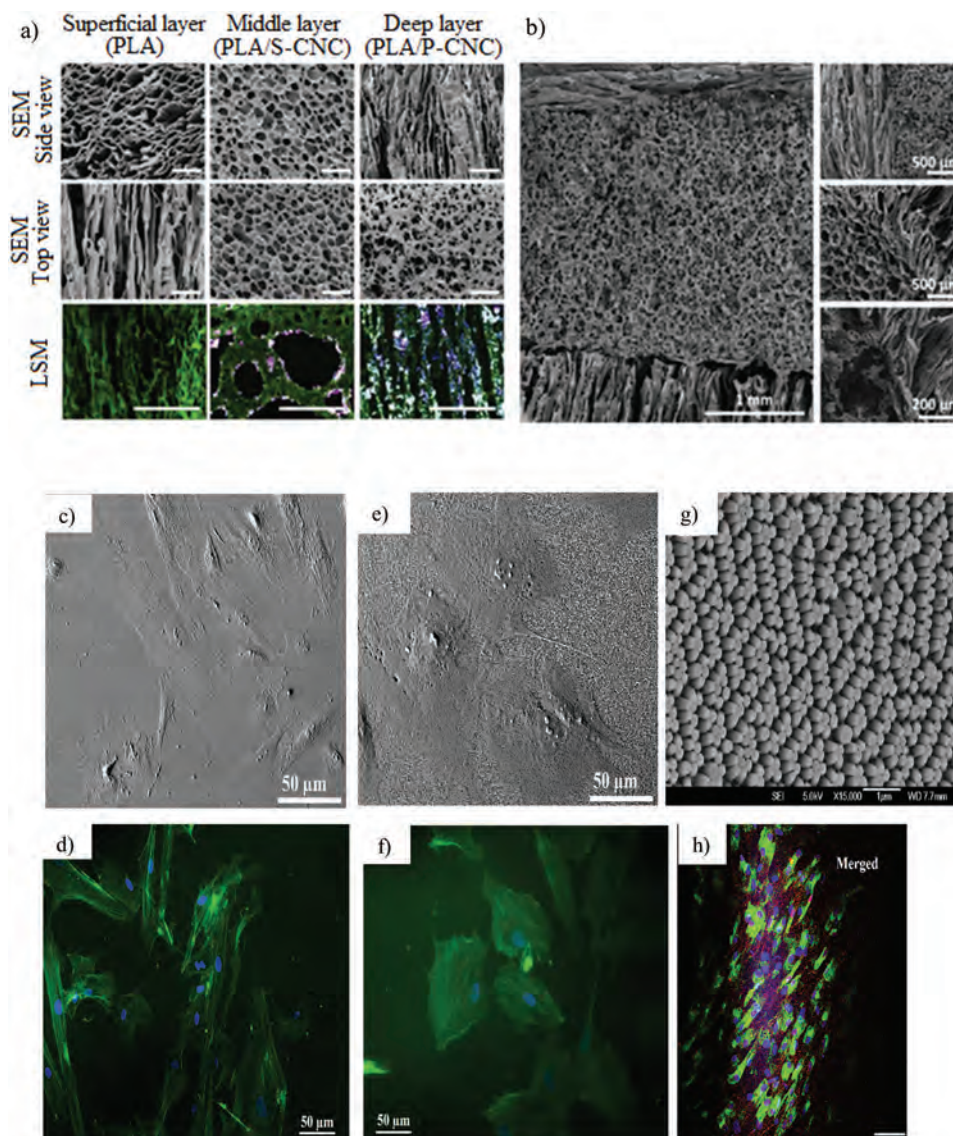 a)
Superficial layer
(PLA)
Middle layer
(PLA/S-CNC)
Deep layer
(PLA/P-CNC)
SEM
Side view
SEM
Top view
LSM
b)
1 mm
500 µm
500 µm
200 µm
c)
50 µm
e)
50 µm
g)
SEI 5.0kV X15,000 1µm WD 7.7mm
d)
50 µm
f)
50 µm
h)
Merged